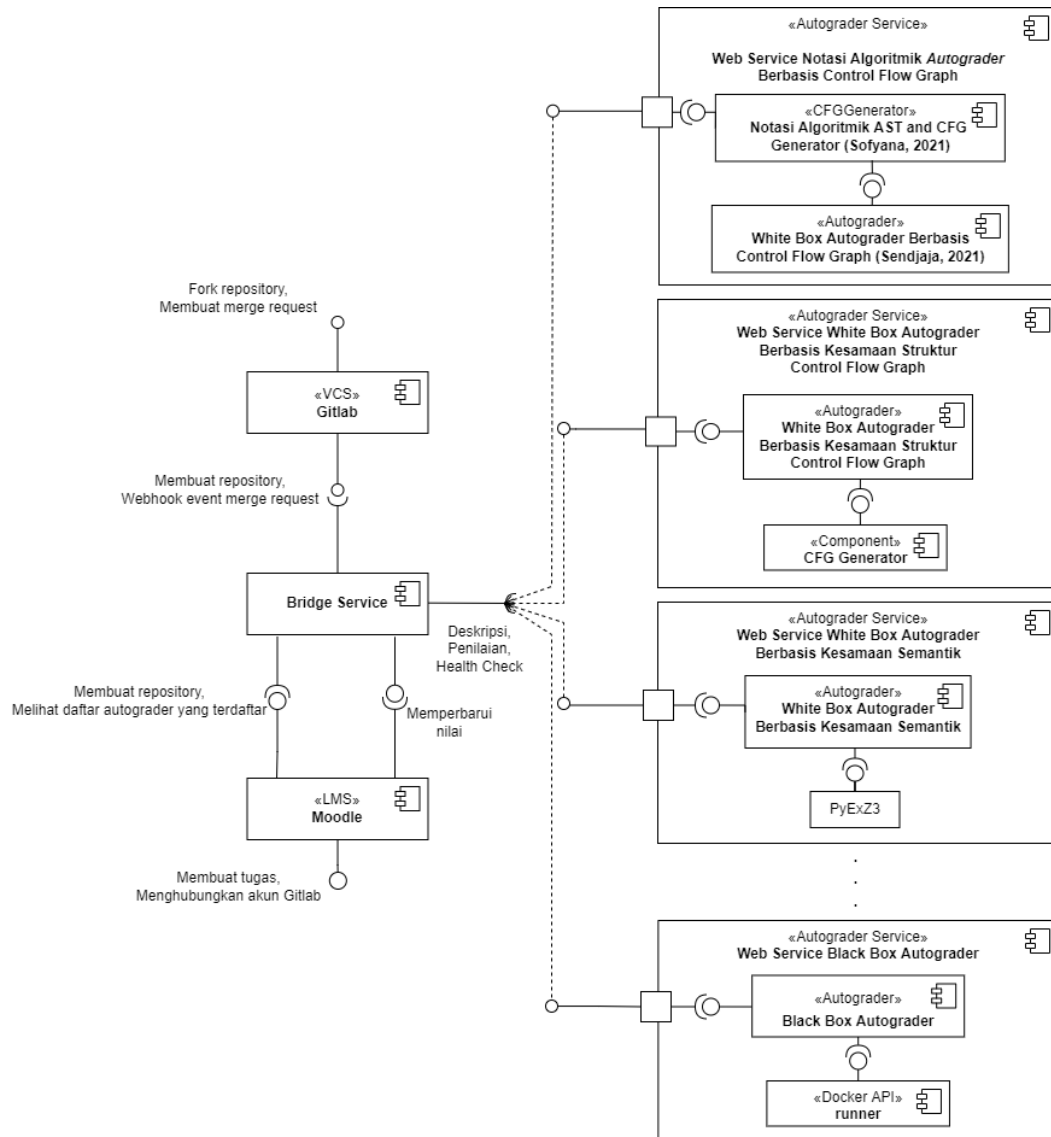 «Autograder Service»
Web Service Notasi Algoritmik Autograder
Berbasis Control Flow Graph
«CFGGenerator»
Notasi Algoritmik AST and CFG
Generator (Sofyana, 2021)
«Autograder»
White Box Autograder Berbasis
Control Flow Graph (Sendjaja, 2021)
Fork repository,
Membuat merge request
«VCS»
Gitlab
Membuat repository,
Webhook event merge request
Bridge Service
Deskripsi,
Penilaian,
Health Check
Membuat repository,
Melihat daftar autograder yang terdaftar
Memperbarui
nilai
«LMS»
Moodle
Membuat tugas,
Menghubungkan akun Gitlab
«Autograder Service»
Web Service White Box Autograder
Berbasis Kesamaan Struktur
Control Flow Graph
«Autograder»
White Box Autograder
Berbasis Kesamaan Struktur
Control Flow Graph
«Component»
CFG Generator
«Autograder Service»
Web Service White Box Autograder
Berbasis Kesamaan Semantik
«Autograder»
White Box Autograder
Berbasis Kesamaan Semantik
PyExZ3
.
.
.
«Autograder Service»
Web Service Black Box Autograder
«Autograder»
Black Box Autograder
«Docker API»
runner